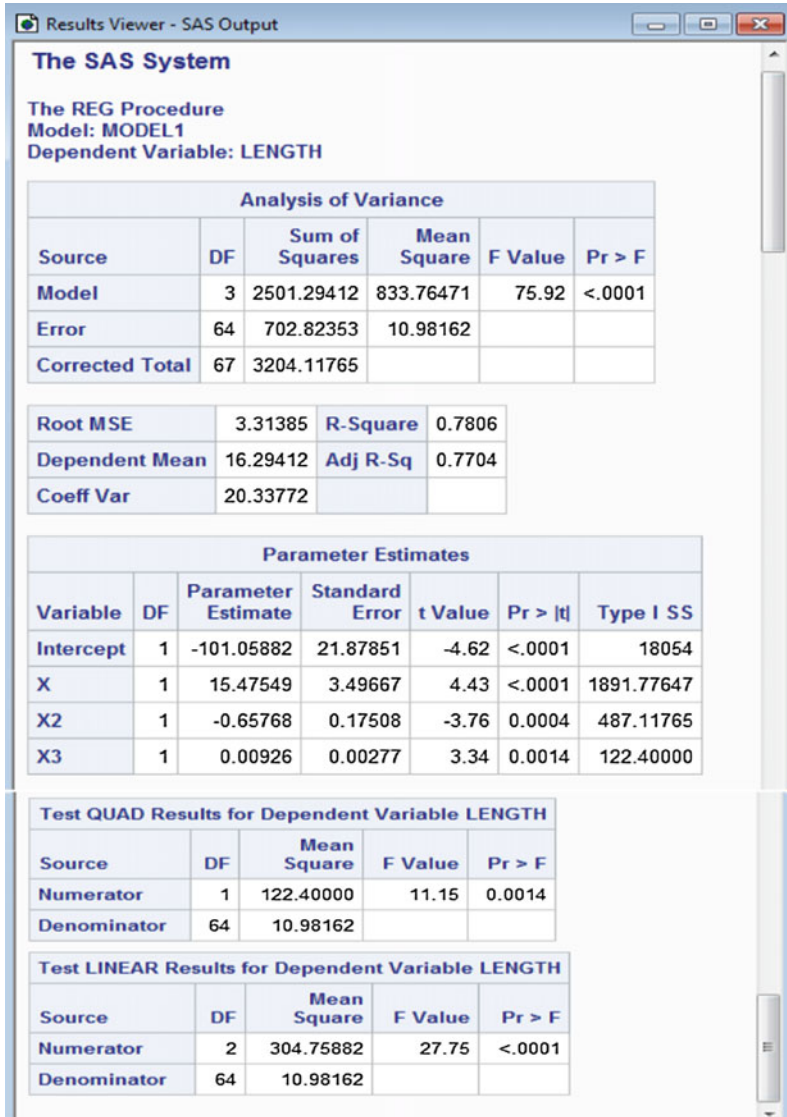 Results Viewer - SAS Output
The SAS System
The REG Procedure
Model: MODEL1
Dependent Variable: LENGTH
Analysis of Variance
Source DF Sum of Squares Mean Square F Value Pr > F
Model 3 2501.29412 833.76471 75.92 <.0001
Error 64 702.82353 10.98162
Corrected Total 67 3204.11765
Root MSE 3.31385 R-Square 0.7806
Dependent Mean 16.29412 Adj R-Sq 0.7704
Coeff Var 20.33772
Parameter Estimates
Variable DF Parameter Estimate Standard Error t Value Pr > |t| Type I SS
Intercept 1 -101.05882 21.87851 -4.62 <.0001 18054
X 1 15.47549 3.49667 4.43 <.0001 1891.77647
X2 1 -0.65768 0.17508 -3.76 0.0004 487.11765
X3 1 0.00926 0.00277 3.34 0.0014 122.40000
Test QUAD Results for Dependent Variable LENGTH
Source DF Mean Square F Value Pr > F
Numerator 1 122.40000 11.15 0.0014
Denominator 64 10.98162
Test LINEAR Results for Dependent Variable LENGTH
Source DF Mean Square F Value Pr > F
Numerator 2 304.75882 27.75 <.0001
Denominator 64 10.98162